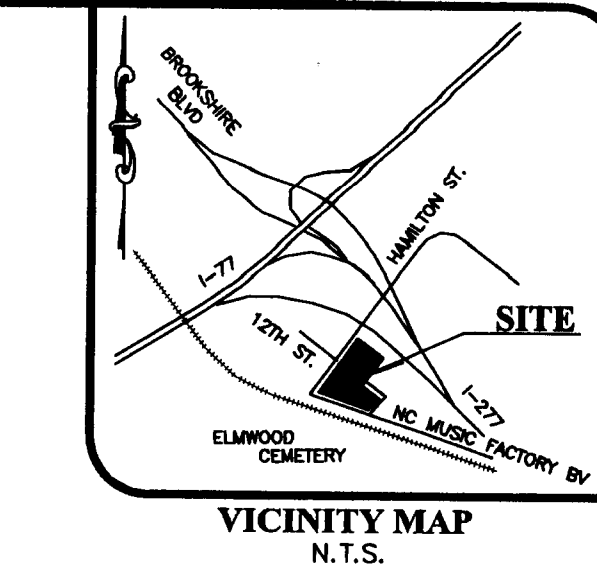 BROOKSHIRE
BLVD
HAMILTON ST.
I-77
SITE
12TH ST.
I-277
NC MUSIC FACTORY BV
ELMWOOD
CEMETERY
VICINITY MAP
N.T.S.